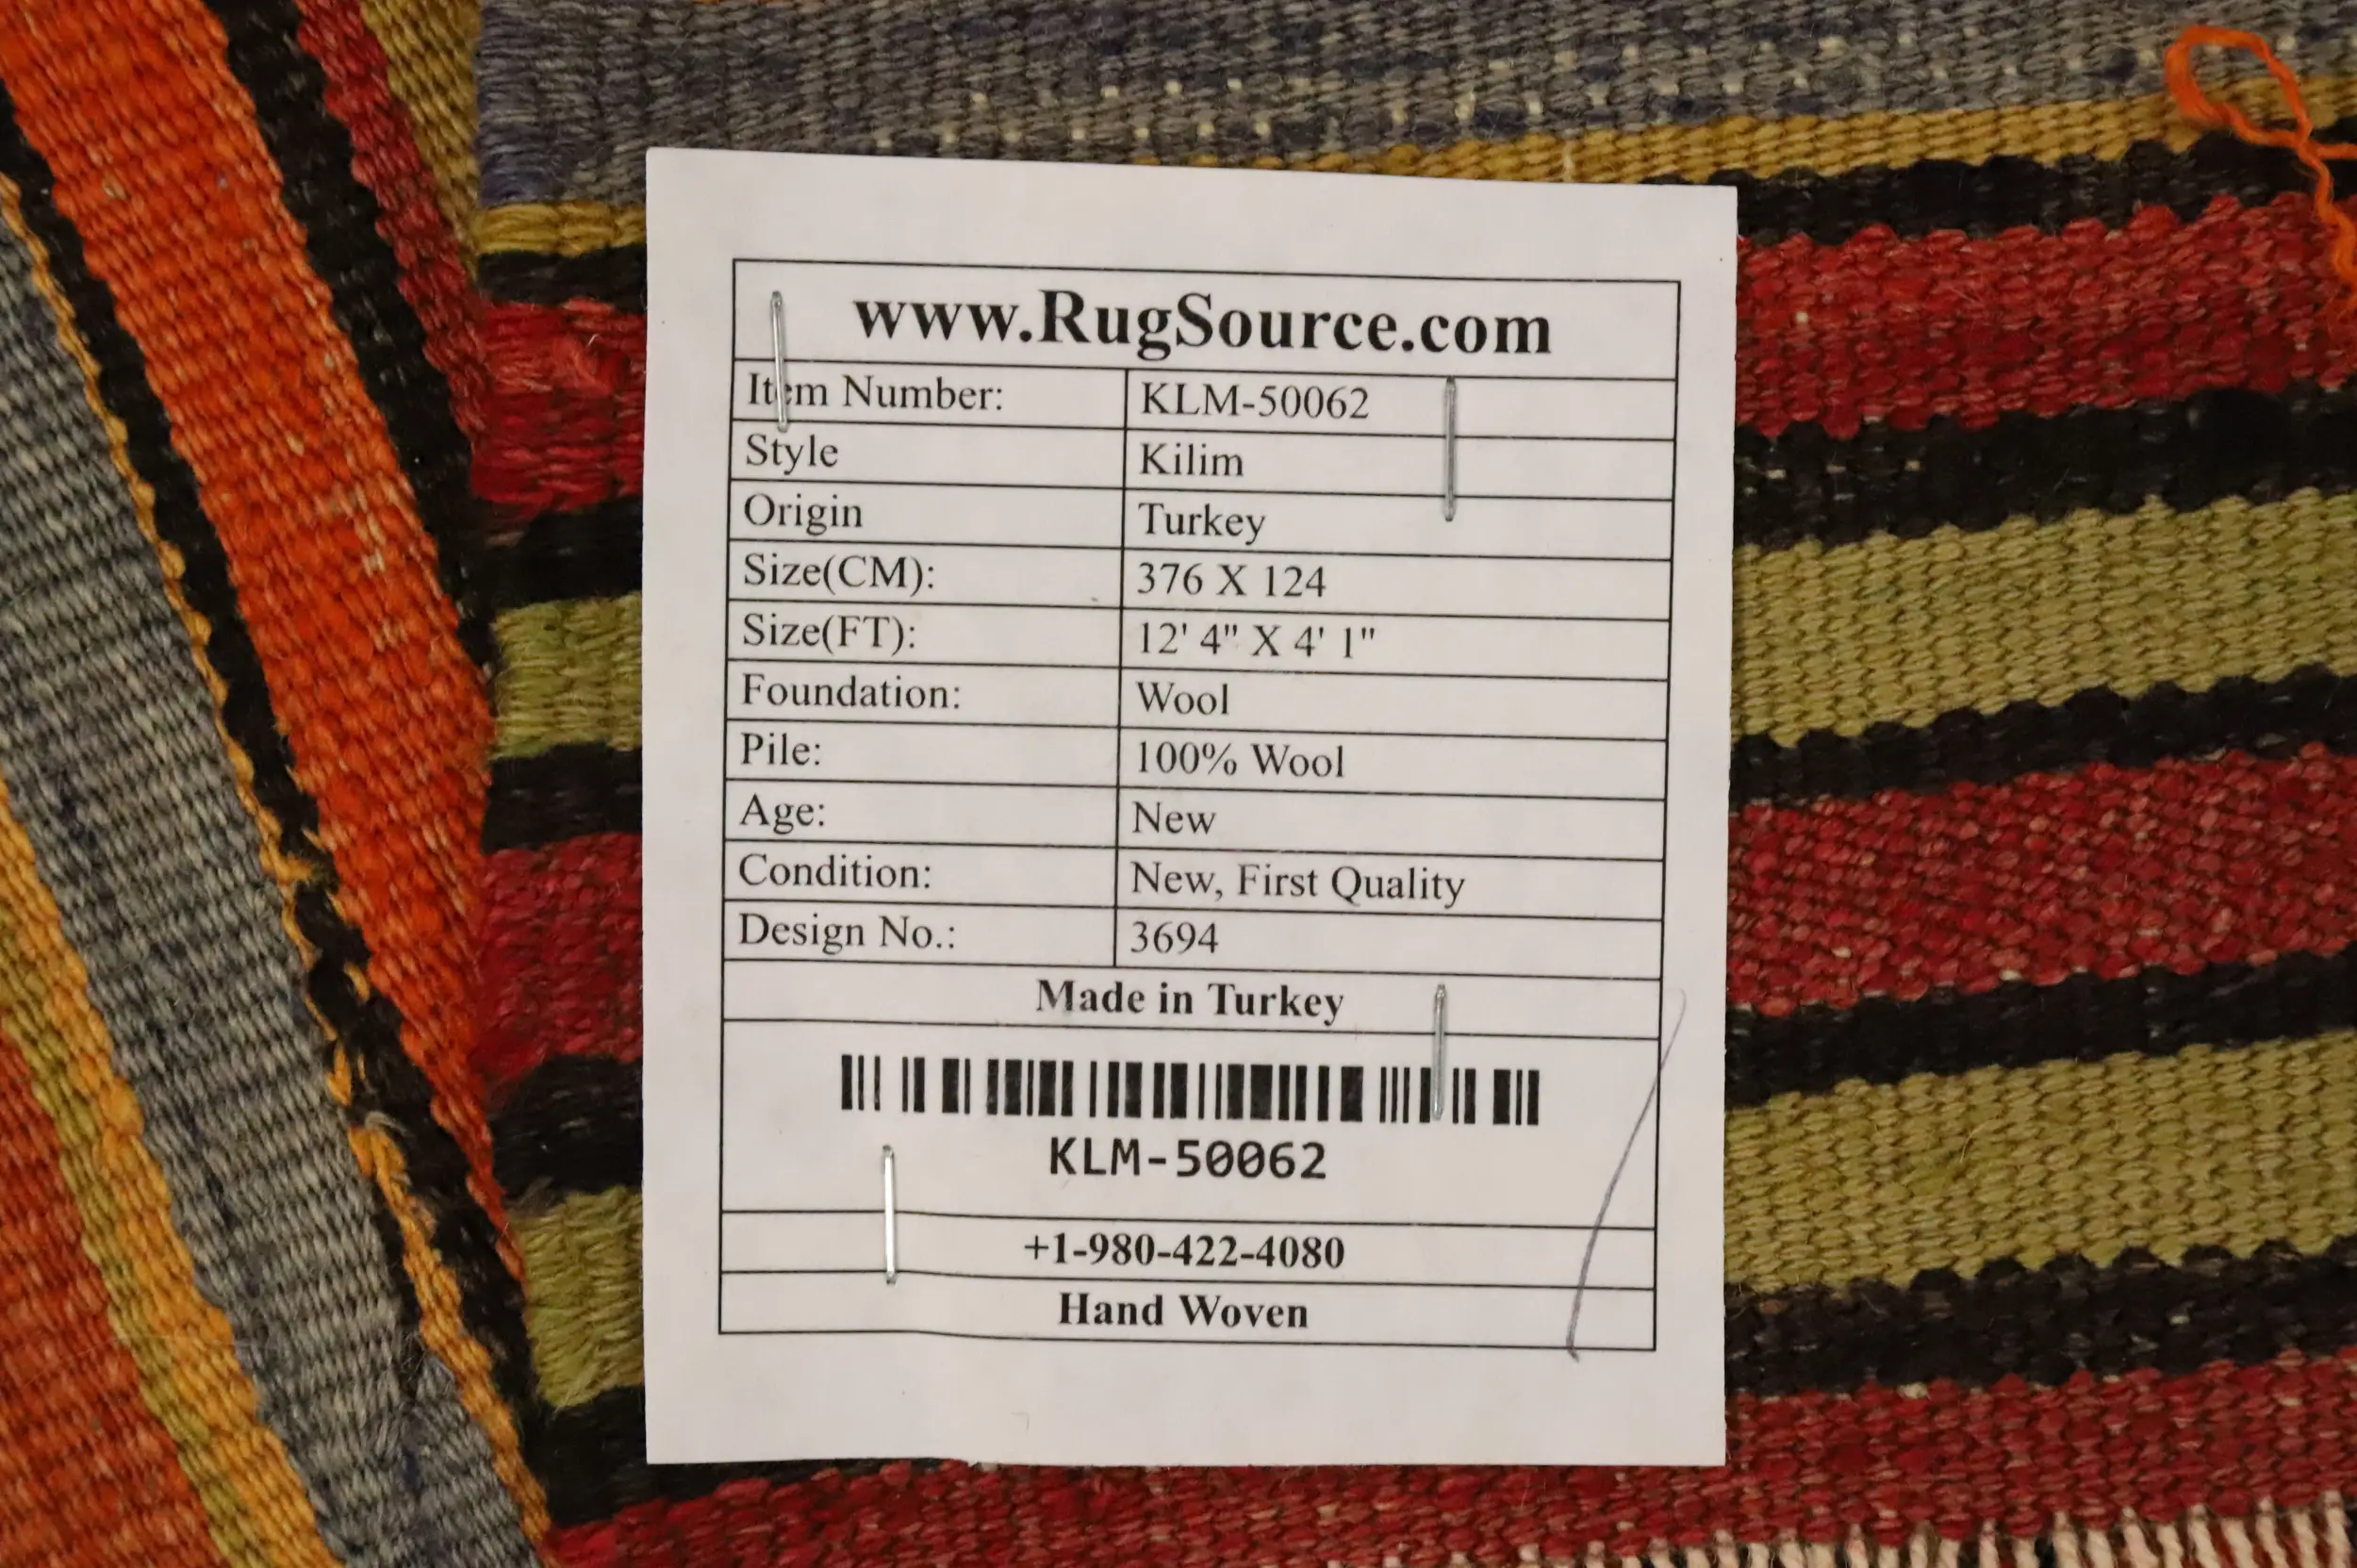 www.RugSource.com
Item Number: KLM-50062
Style Kilim
Origin Turkey
Size(CM): 376 X 124
Size(FT): 12' 4" X 4' 1"
Foundation: Wool
Pile: 100% Wool
Age: New
Condition: New, First Quality
Design No.: 3694
Made in Turkey
KLM-50062
+1-980-422-4080
Hand Woven